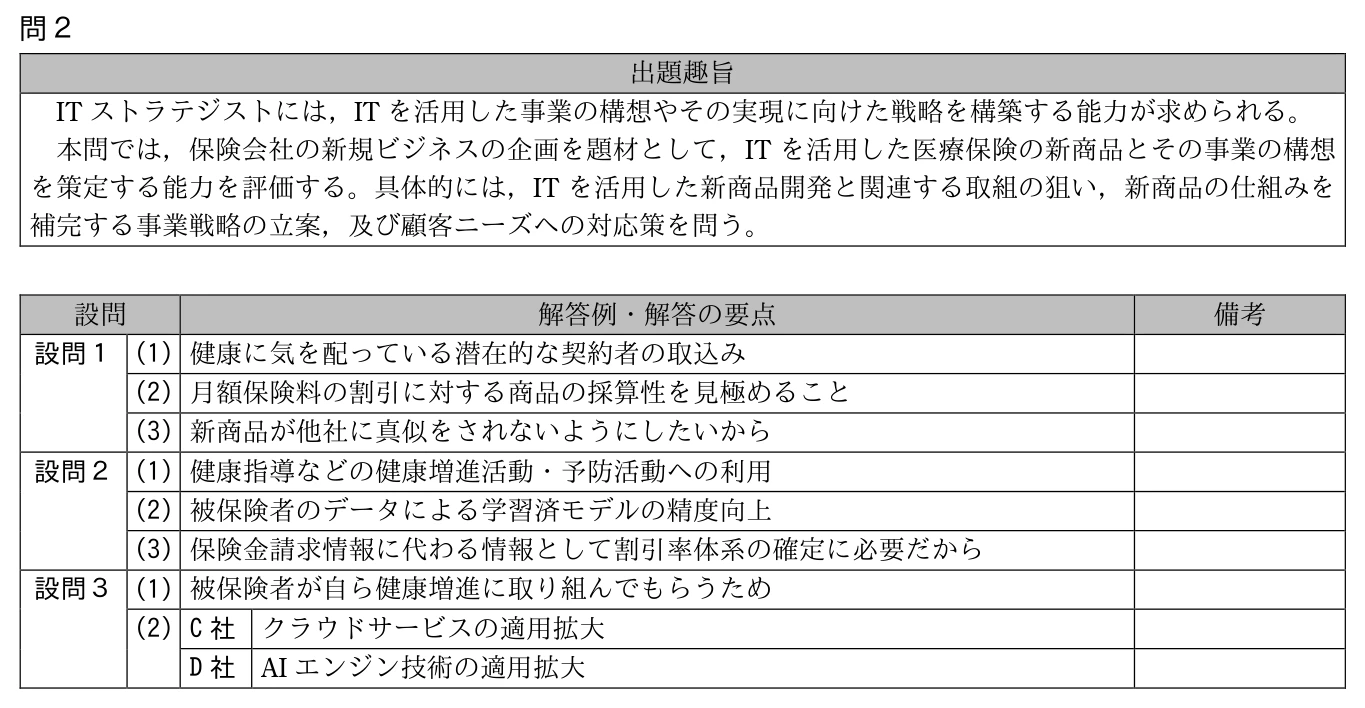 問2
出題趣旨
IT ストラテジストには，IT を活用した事業の構想やその実現に向けた戦略を構築する能力が求められる。
本問では，保険会社の新規ビジネスの企画を題材として，IT を活用した医療保険の新商品とその事業の構想
を策定する能力を評価する。具体的には，IT を活用した新商品開発と関連する取組の狙い，新商品の仕組みを
補完する事業戦略の立案，及び顧客ニーズへの対応策を問う。
設問 解答例・解答の要点 備考
設問1 (1) 健康に気を配っている潜在的な契約者の取込み
(2) 月額保険料の割引に対する商品の採算性を見極めること
(3) 新商品が他社に真似をされないようにしたいから
設問2 (1) 健康指導などの健康増進活動・予防活動への利用
(2) 被保険者のデータによる学習済モデルの精度向上
(3) 保険金請求情報に代わる情報として割引率体系の確定に必要だから
設問3 (1) 被保険者が自ら健康増進に取り組んでもらうため
(2) C社 クラウドサービスの適用拡大
D社 AI エンジン技術の適用拡大